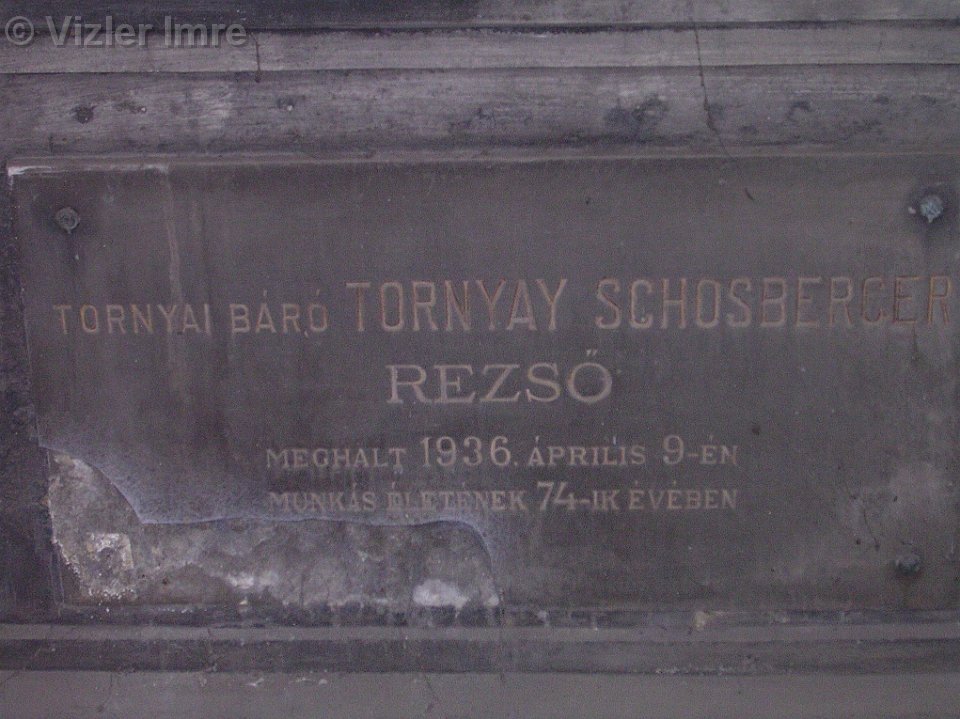 © Vizler Imre
TORNYAI BÁRÓ TORNYAY SCHOSBERGER
REZSŐ
MEGHALT 1936. ÁPRILIS 9-ÉN
MUNKÁS ÉLETÉNEK 74-IK ÉVÉBEN